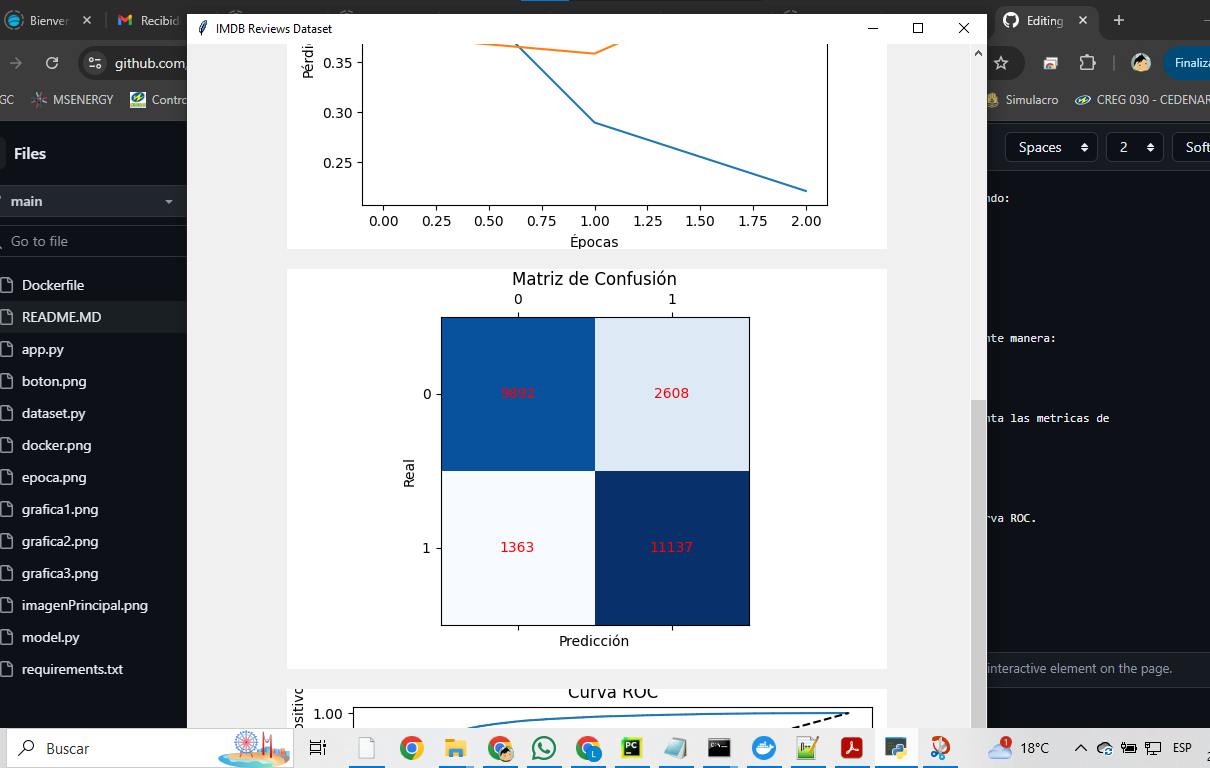 Bienver
Recibid
IMDB Reviews Dataset
Editing
github.com
Finaliza
GC
MSENERGY
Contro
Simulacro
CREG 030 - CEDENAR
Files
main
Go to file
Dockerfile
README.MD
app.py
boton.png
dataset.py
docker.png
epoca.png
grafica1.png
grafica2.png
grafica3.png
imagenPrincipal.png
model.py
requirements.txt
Pérdi
0.35
0.30
0.25
0.00 0.25 0.50 0.75 1.00 1.25 1.50 1.75 2.00
Épocas
Matriz de Confusión
0 1
0
9892 2608
Real
1
1363 11137
Predicción
Curva ROC
ositivo
1.00
Spaces
2
Soft
ndo:
nte manera:
nta las metricas de
rva ROC.
interactive element on the page.
Buscar
1
18°C
ESP